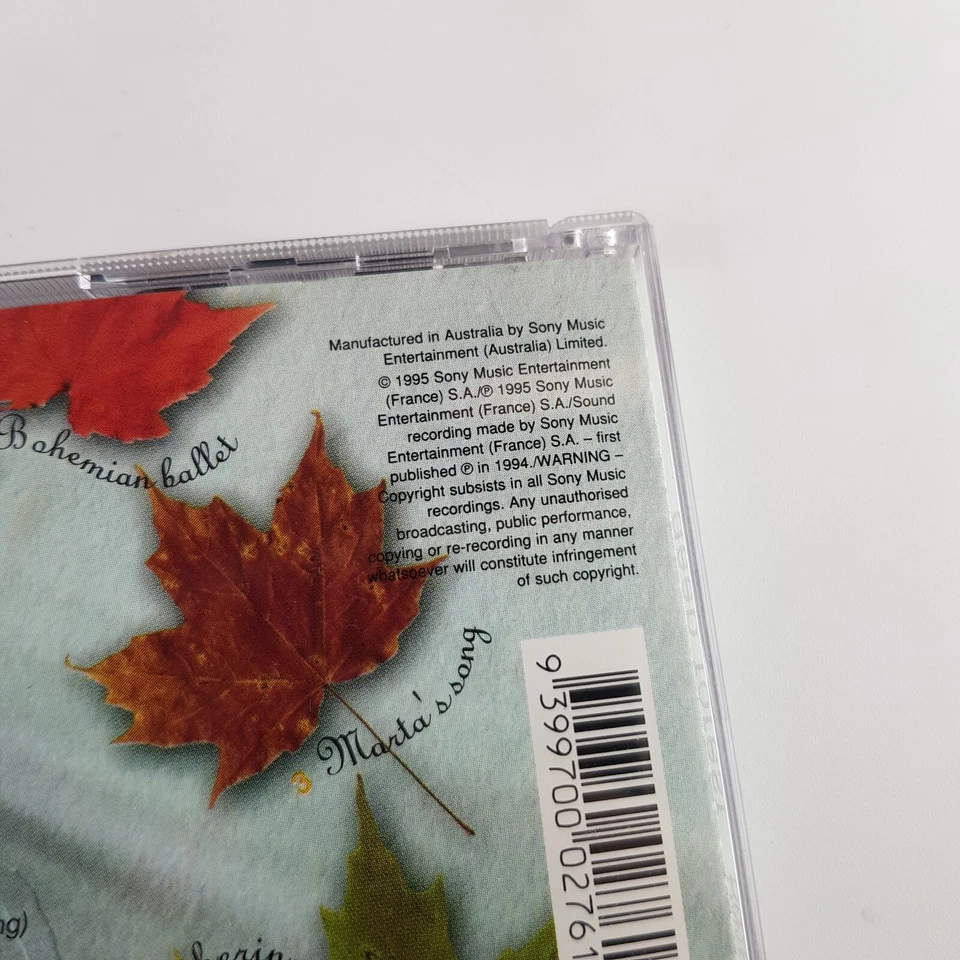 Manufactured in Australia by Sony Music
Entertainment (Australia) Limited.
© 1995 Sony Music Entertainment
(France) S.A./℗ 1995 Sony Music
Entertainment (France) S.A./Sound
recording made by Sony Music
Entertainment (France) S.A. – first
published ℗ in 1994./WARNING –
Copyright subsists in all Sony Music
recordings. Any unauthorised
broadcasting, public performance,
copying or re-recording in any manner
whatsoever will constitute infringement
of such copyright.
Bohemian ballet
3 Marta's song
9 399700 02761
ng)